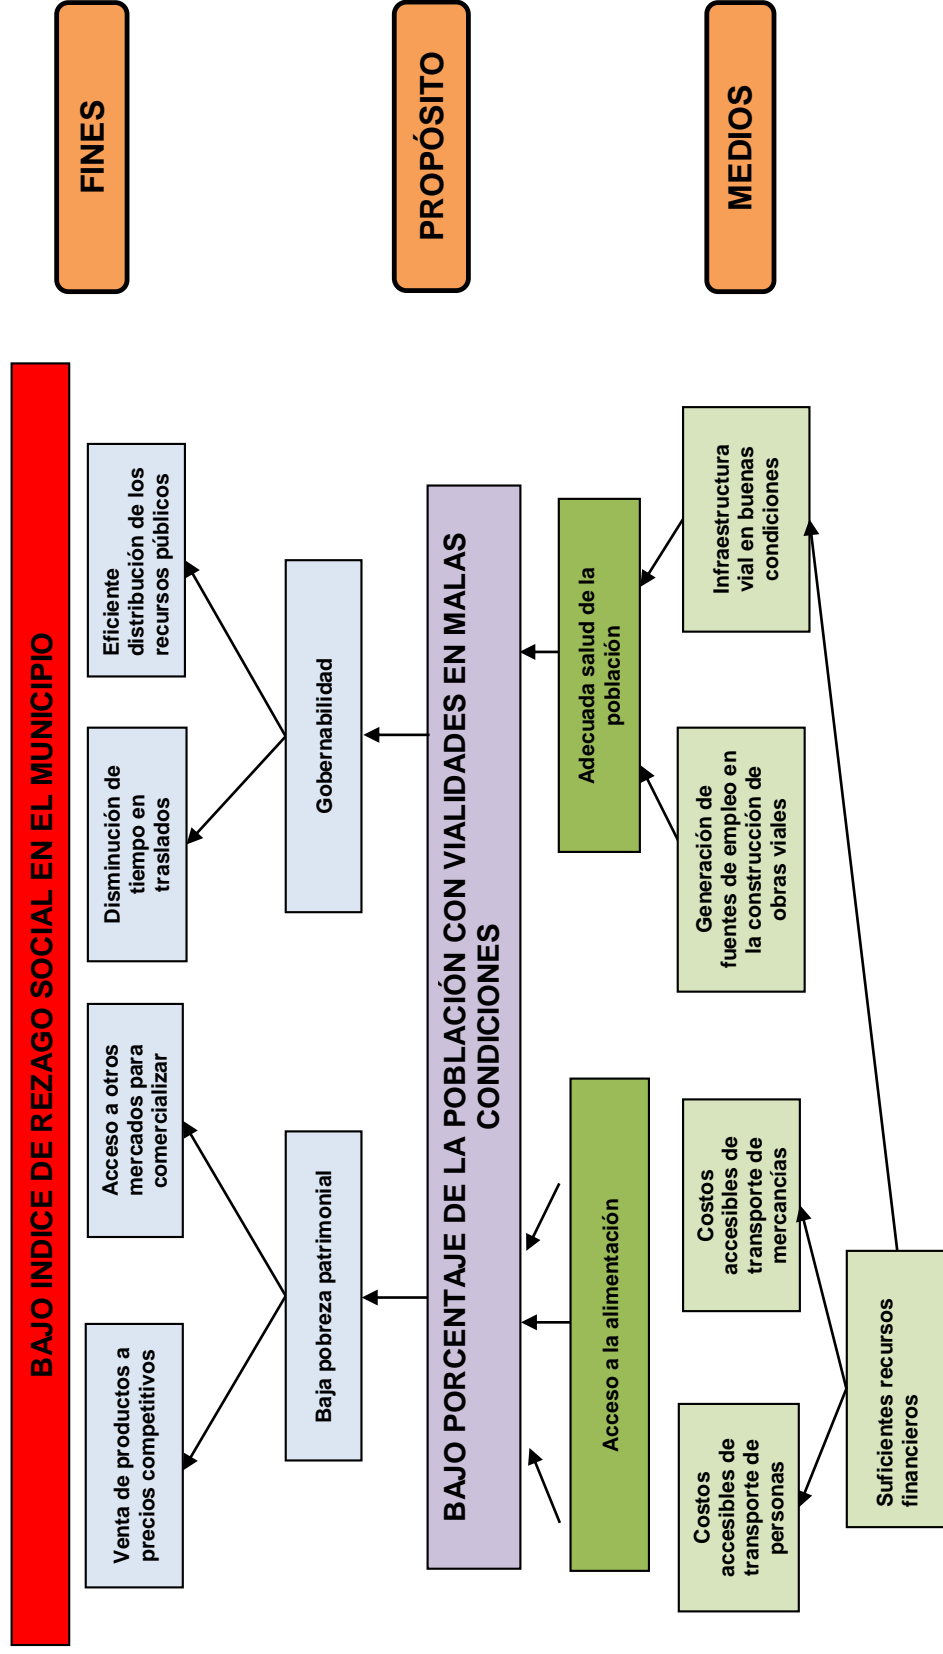 BAJO INDICE DE REZAGO SOCIAL EN EL MUNICIPIO
FINES
Venta de productos a
precios competitivos
Acceso a otros
mercados para
comercializar
Disminución de
tiempo en
traslados
Eficiente
distribución de los
recursos públicos
Baja pobreza patrimonial
Gobernabilidad
BAJO PORCENTAJE DE LA POBLACIÓN CON VIALIDADES EN MALAS
CONDICIONES
PROPÓSITO
Acceso a la alimentación
Adecuada salud de la
población
Costos
accesibles de
transporte de
personas
Costos
accesibles de
transporte de
mercancías
Generación de
fuentes de empleo en
la construcción de
obras viales
Infraestructura
vial en buenas
condiciones
MEDIOS
Suficientes recursos
financieros